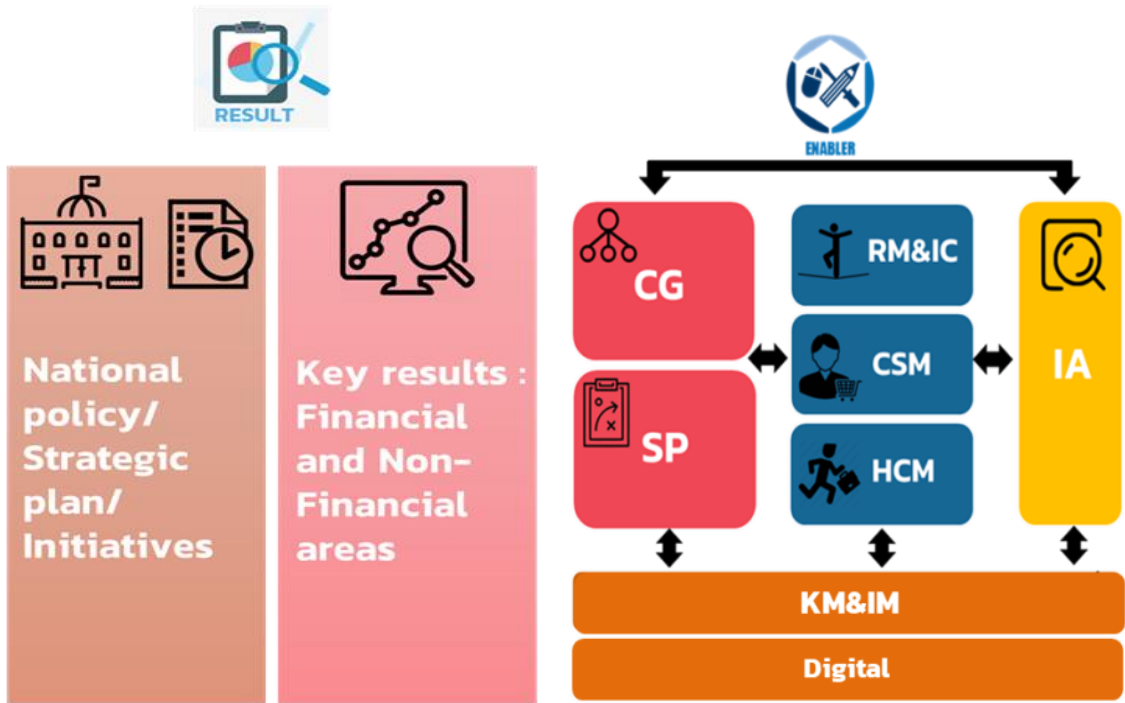 RESULT
National
policy/
Strategic
plan/
Initiatives
Key results :
Financial
and Non-
Financial
areas
ENABLER
CG
SP
RM&IC
CSM
HCM
IA
KM&IM
Digital